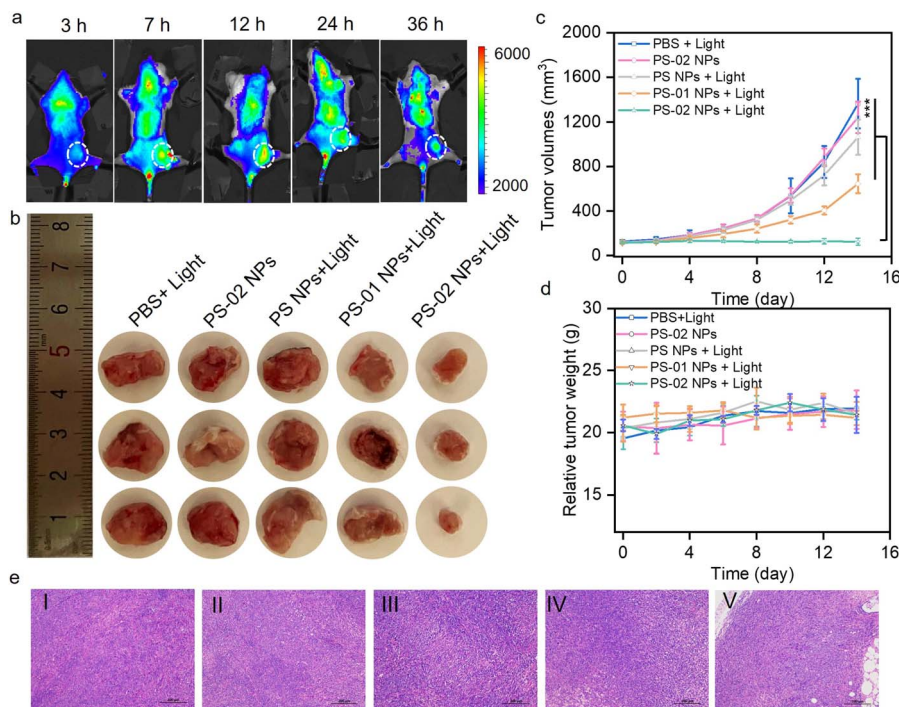 a
3 h
7 h
12 h
24 h
36 h
6000
2000
b
8
7
6
5
4
3
2
1
PBS+ Light
PS-02 NPs
PS NPs+Light
PS-01 NPs+Light
PS-02 NPs+Light
c
Tumor volumes (mm³)
2000
1600
1200
800
400
0
PBS + Light
PS-02 NPs
PS NPs + Light
PS-01 NPs + Light
PS-02 NPs + Light
***
0 4 8 12 16
Time (day)
d
Relative tumor weight (g)
30
25
20
15
PBS+Light
PS-02 NPs
PS NPs + Light
PS-01 NPs + Light
PS-02 NPs + Light
0 4 8 12 16
Time (day)
e
I
II
III
IV
V